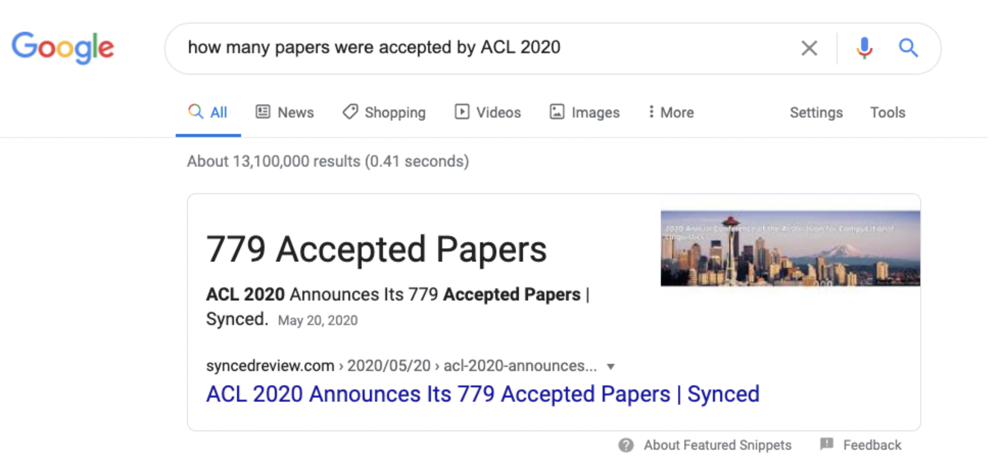 Google
how many papers were accepted by ACL 2020
All News Shopping Videos Images More Settings Tools
About 13,100,000 results (0.41 seconds)
779 Accepted Papers
2020 Annual Conference of the Association for Computational
Linguistics
ACL 2020 Announces Its 779 Accepted Papers |
Synced. May 20, 2020
syncedreview.com › 2020/05/20 › acl-2020-announces...
ACL 2020 Announces Its 779 Accepted Papers | Synced
About Featured Snippets Feedback